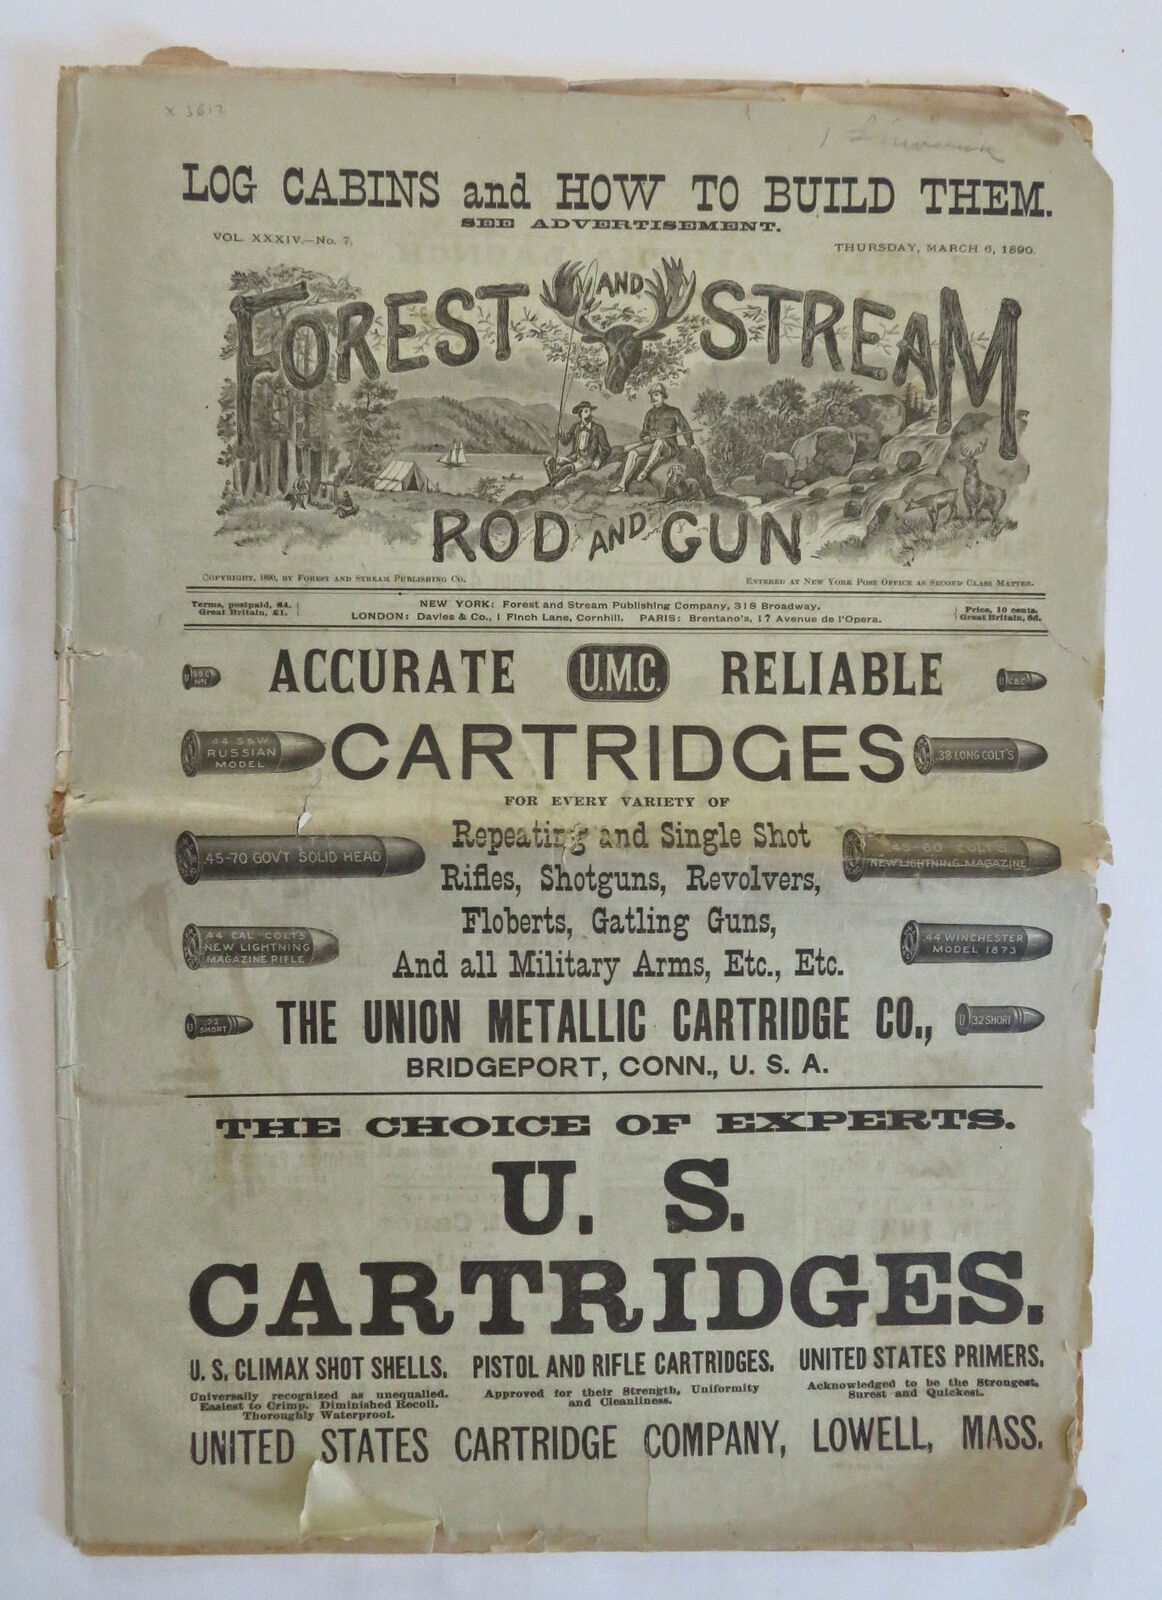 x 3612
LOG CABINS and HOW TO BUILD THEM.
SEE ADVERTISEMENT.
VOL. XXXIV.—No. 7.
THURSDAY, MARCH 6, 1890.
FOREST AND STREAM
ROD AND GUN
COPYRIGHT, 1890, BY FOREST AND STREAM PUBLISHING CO.
ENTERED AT NEW YORK POST OFFICE AS SECOND CLASS MATTER.
Terms, postpaid, $4.
Great Britain, £1.
NEW YORK: Forest and Stream Publishing Company, 318 Broadway.
LONDON: Davies & Co., 1 Finch Lane, Cornhill. PARIS: Brentano's, 17 Avenue de l'Opera.
Price, 10 cents.
Great Britain, 6d.
U B.B.C. No 1
ACCURATE U.M.C. RELIABLE
U C.B.C
.44 S&W
RUSSIAN
MODEL
CARTRIDGES
.38 LONG COLT'S
FOR EVERY VARIETY OF
Repeating and Single Shot
.45-70 GOV'T SOLID HEAD
.45-60 COLT'S
NEW LIGHTNING MAGAZINE
Rifles, Shotguns, Revolvers,
Floberts, Gatling Guns,
.44 CAL. COLT'S
NEW LIGHTNING
MAGAZINE RIFLE
.44 WINCHESTER
MODEL 1873
And all Military Arms, Etc., Etc.
U .22
SHORT
THE UNION METALLIC CARTRIDGE CO.,
U .32 SHORT
BRIDGEPORT, CONN., U. S. A.
THE CHOICE OF EXPERTS.
U. S.
CARTRIDGES.
U. S. CLIMAX SHOT SHELLS.
Universally recognized as unequalled.
Easiest to Crimp. Diminished Recoil.
Thoroughly Waterproof.
PISTOL AND RIFLE CARTRIDGES.
Approved for their Strength, Uniformity
and Cleanliness.
UNITED STATES PRIMERS.
Acknowledged to be the Strongest,
Surest and Quickest.
UNITED STATES CARTRIDGE COMPANY, LOWELL, MASS.